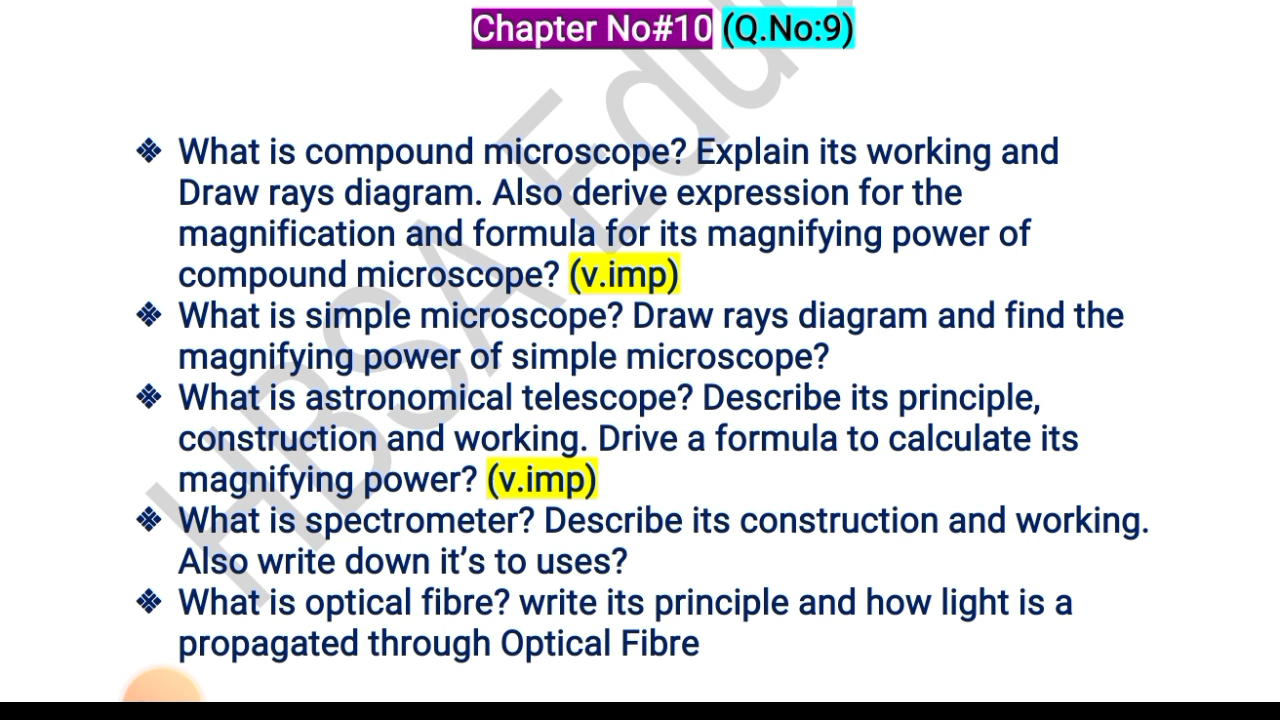 Chapter No#10 (Q.No:9)
❖ What is compound microscope? Explain its working and
Draw rays diagram. Also derive expression for the
magnification and formula for its magnifying power of
compound microscope? (v.imp)
❖ What is simple microscope? Draw rays diagram and find the
magnifying power of simple microscope?
❖ What is astronomical telescope? Describe its principle,
construction and working. Drive a formula to calculate its
magnifying power? (v.imp)
❖ What is spectrometer? Describe its construction and working.
Also write down it’s to uses?
❖ What is optical fibre? write its principle and how light is a
propagated through Optical Fibre
HBSA Edu